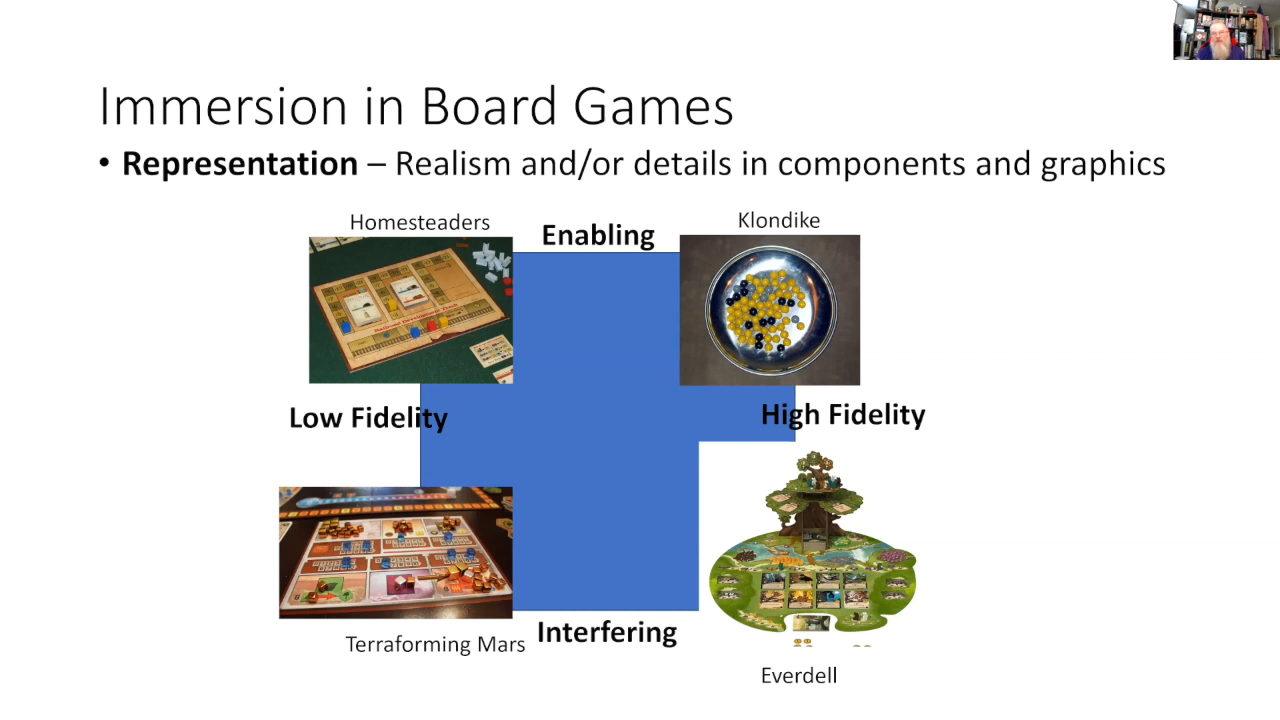 Immersion in Board Games
• Representation – Realism and/or details in components and graphics
Homesteaders
Enabling
Klondike
Low Fidelity
High Fidelity
Terraforming Mars
Interfering
Everdell